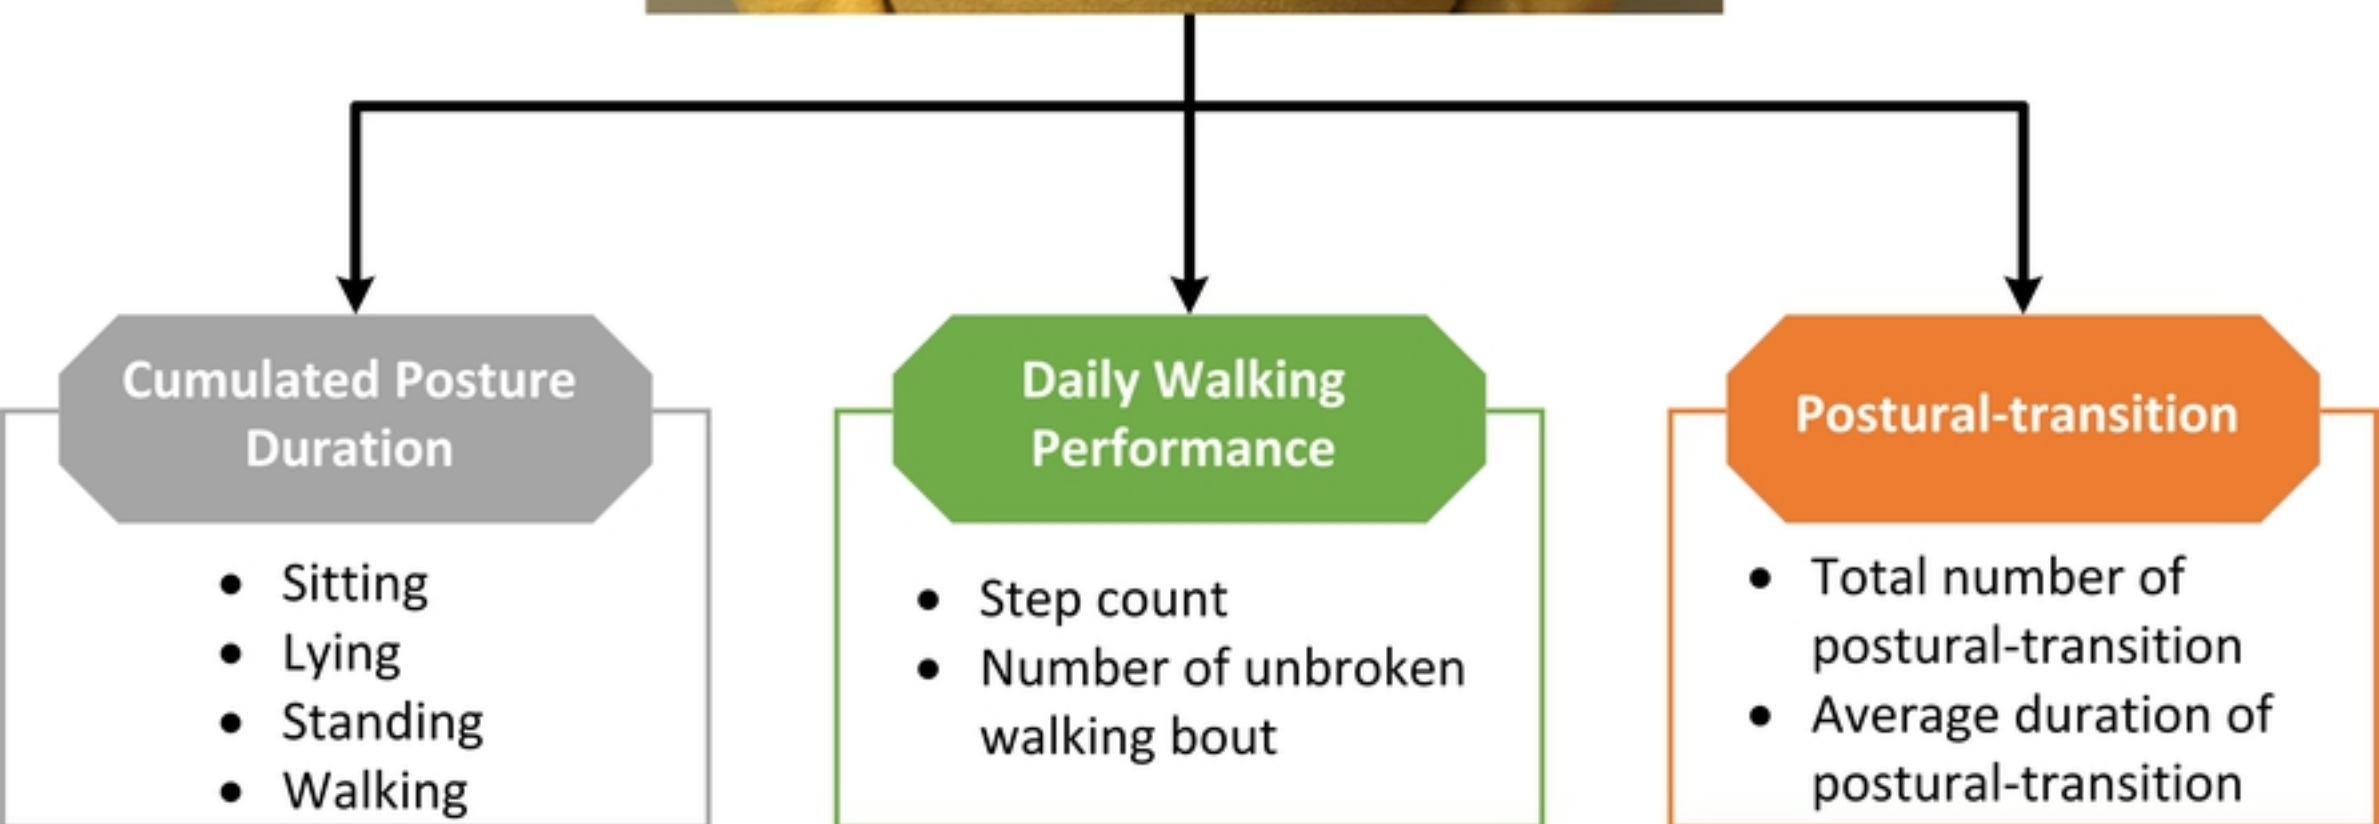 Cumulated Posture
Duration
• Sitting
• Lying
• Standing
• Walking
Daily Walking
Performance
• Step count
• Number of unbroken
walking bout
Postural-transition
• Total number of
postural-transition
• Average duration of
postural-transition